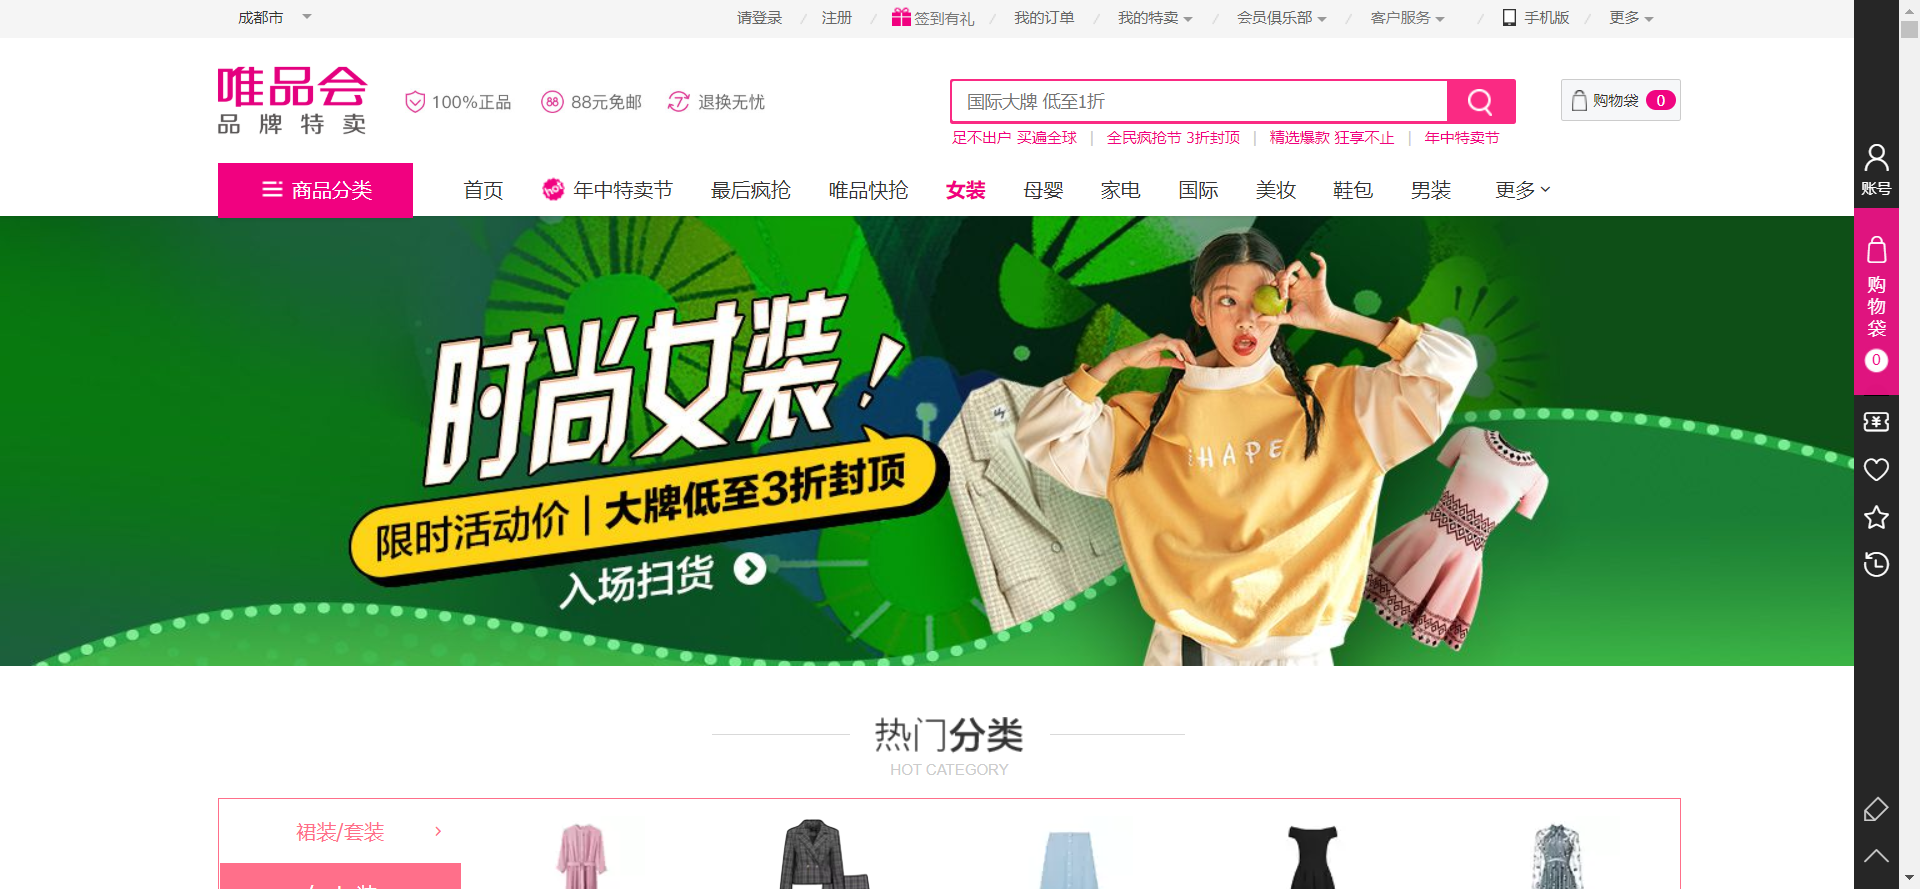 成都市
请登录 / 注册 / 签到有礼 / 我的订单 / 我的特卖 / 会员俱乐部 / 客户服务 / 手机版 / 更多
唯品会
品牌特卖
100%正品
88
88元免邮
7
退换无忧
国际大牌 低至1折
购物袋 0
足不出户 买遍全球 | 全民疯抢节 3折封顶 | 精选爆款 狂享不止 | 年中特卖节
商品分类
首页 hot 年中特卖节 最后疯抢 唯品快抢 女装 母婴 家电 国际 美妆 鞋包 男装 更多
账号
购物袋
0
时尚女装!
限时活动价|大牌低至3折封顶
入场扫货
SHAPE
热门分类
HOT CATEGORY
裙装/套装